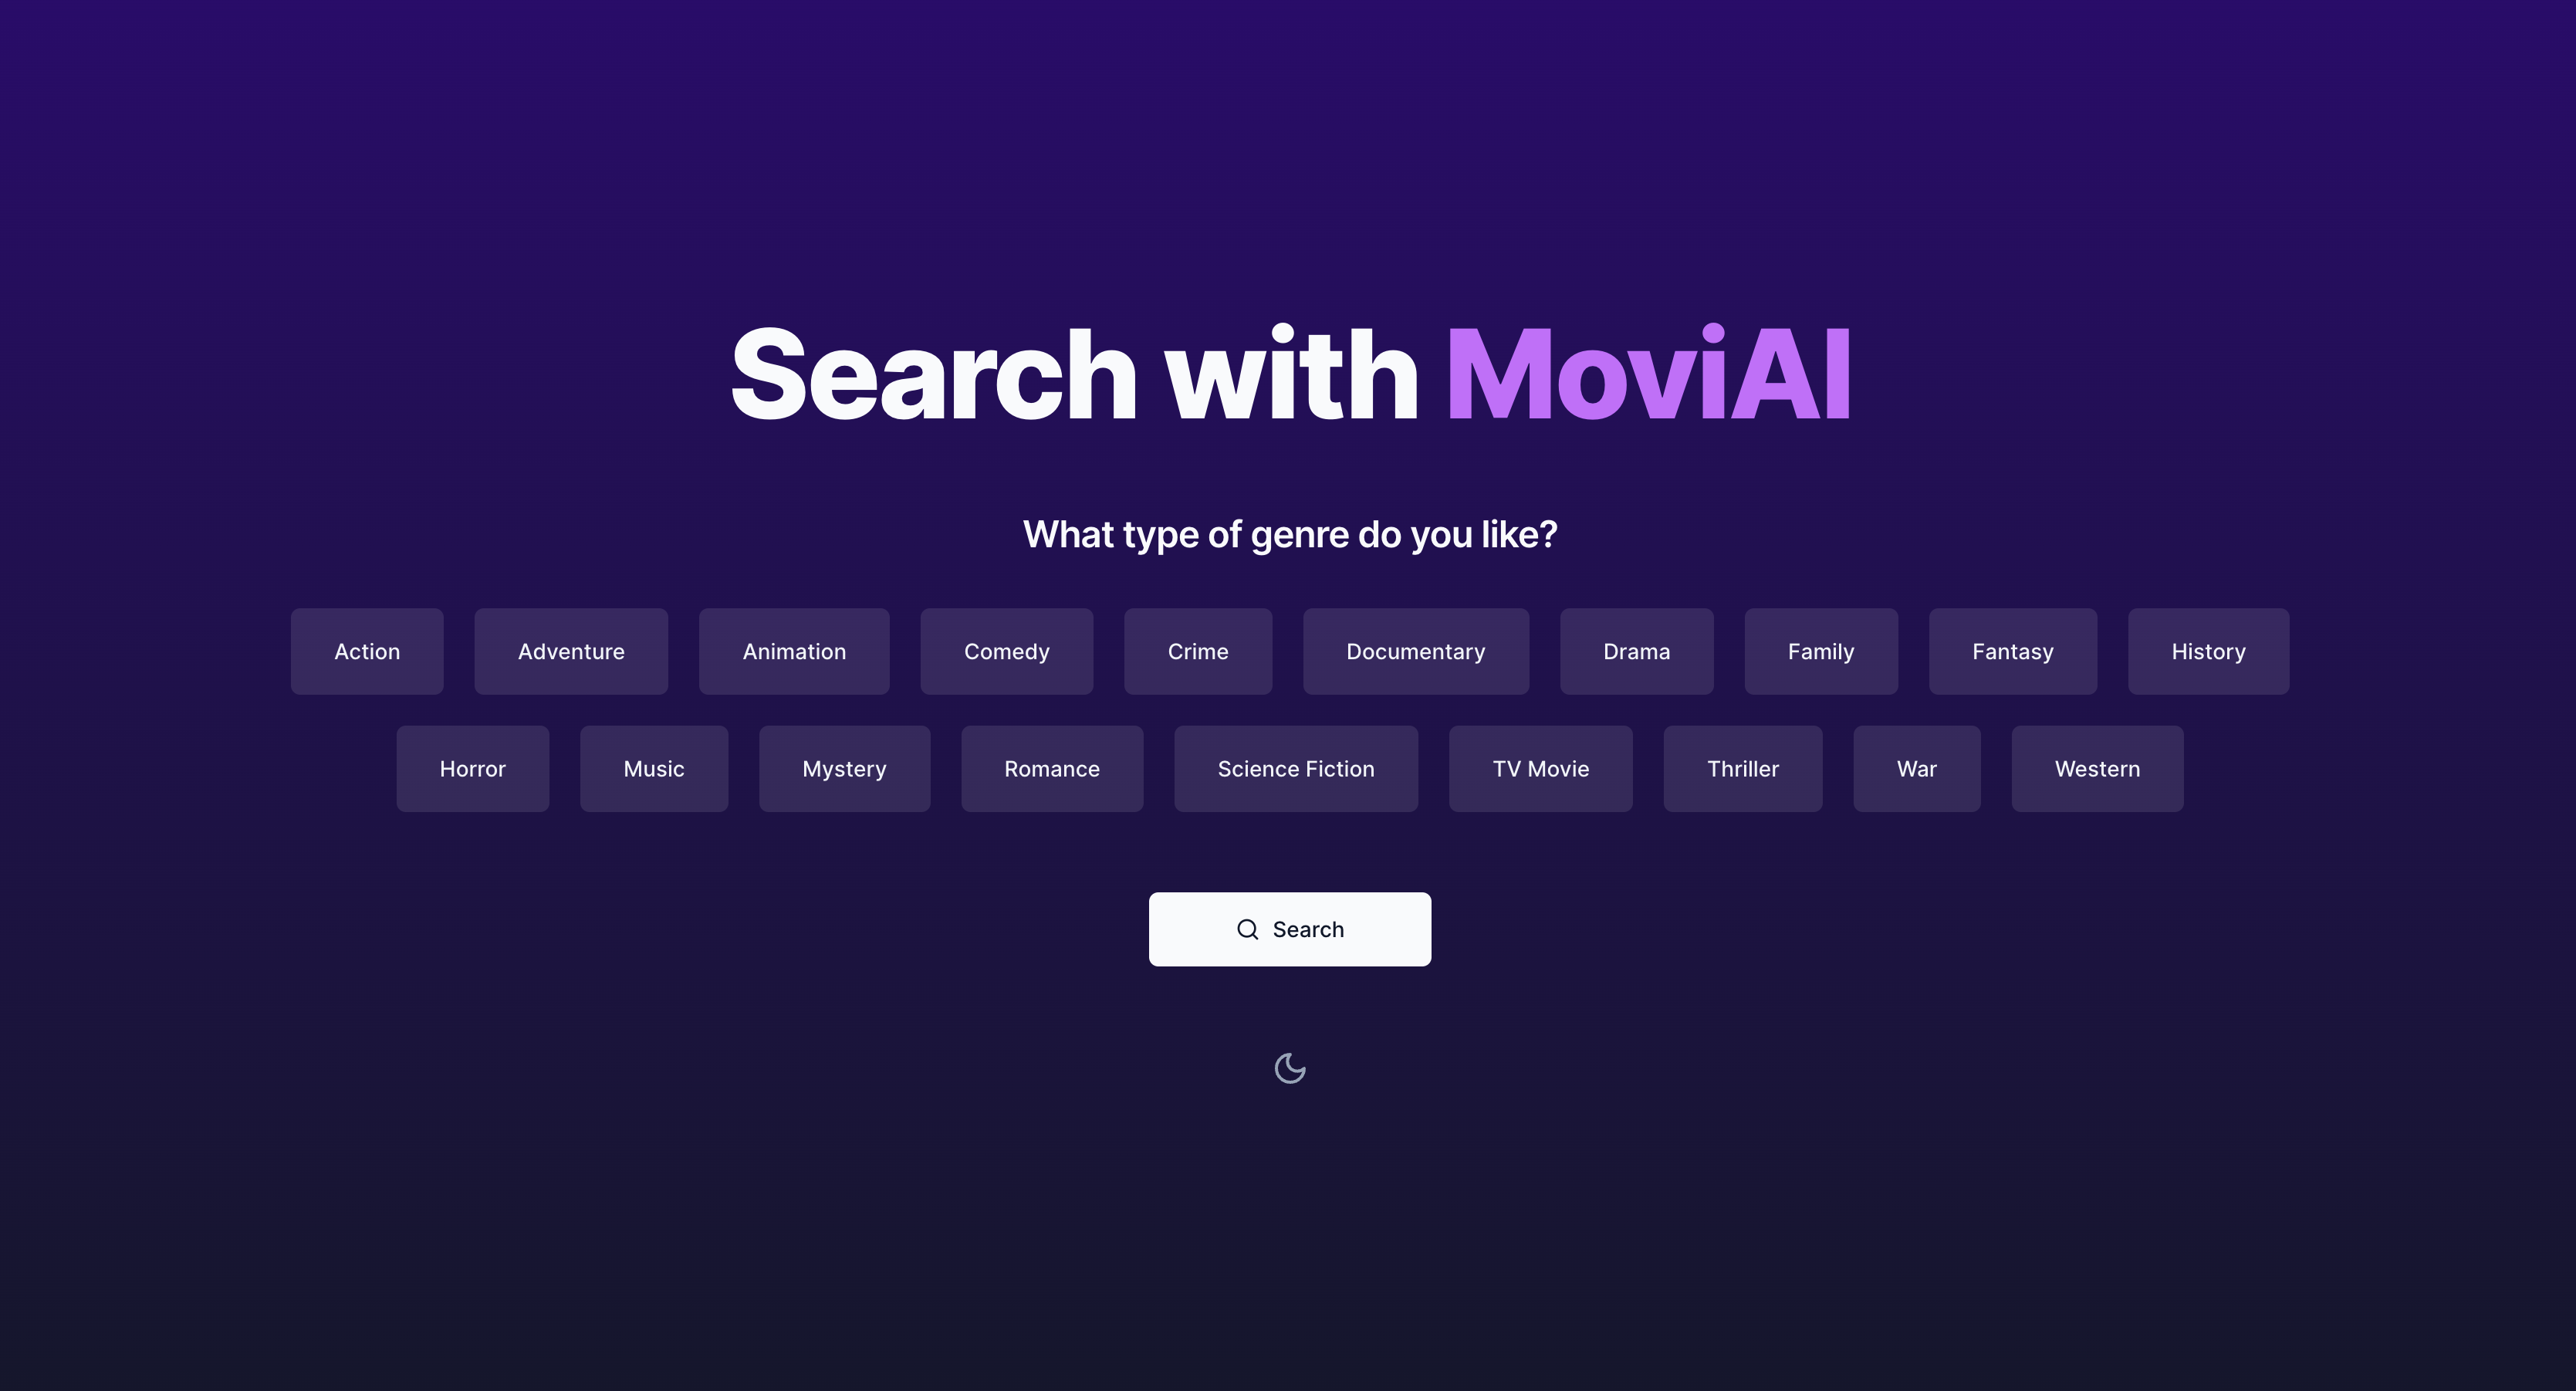 Search with MoviAI
What type of genre do you like?
Action Adventure Animation Comedy Crime Documentary Drama Family Fantasy History
Horror Music Mystery Romance Science Fiction TV Movie Thriller War Western
Search